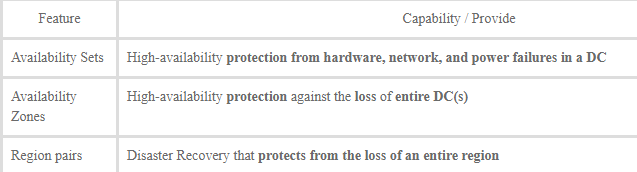 Feature
Capability / Provide
Availability Sets
High-availability protection from hardware, network, and power failures in a DC
Availability
Zones
High-availability protection against the loss of entire DC(s)
Region pairs
Disaster Recovery that protects from the loss of an entire region